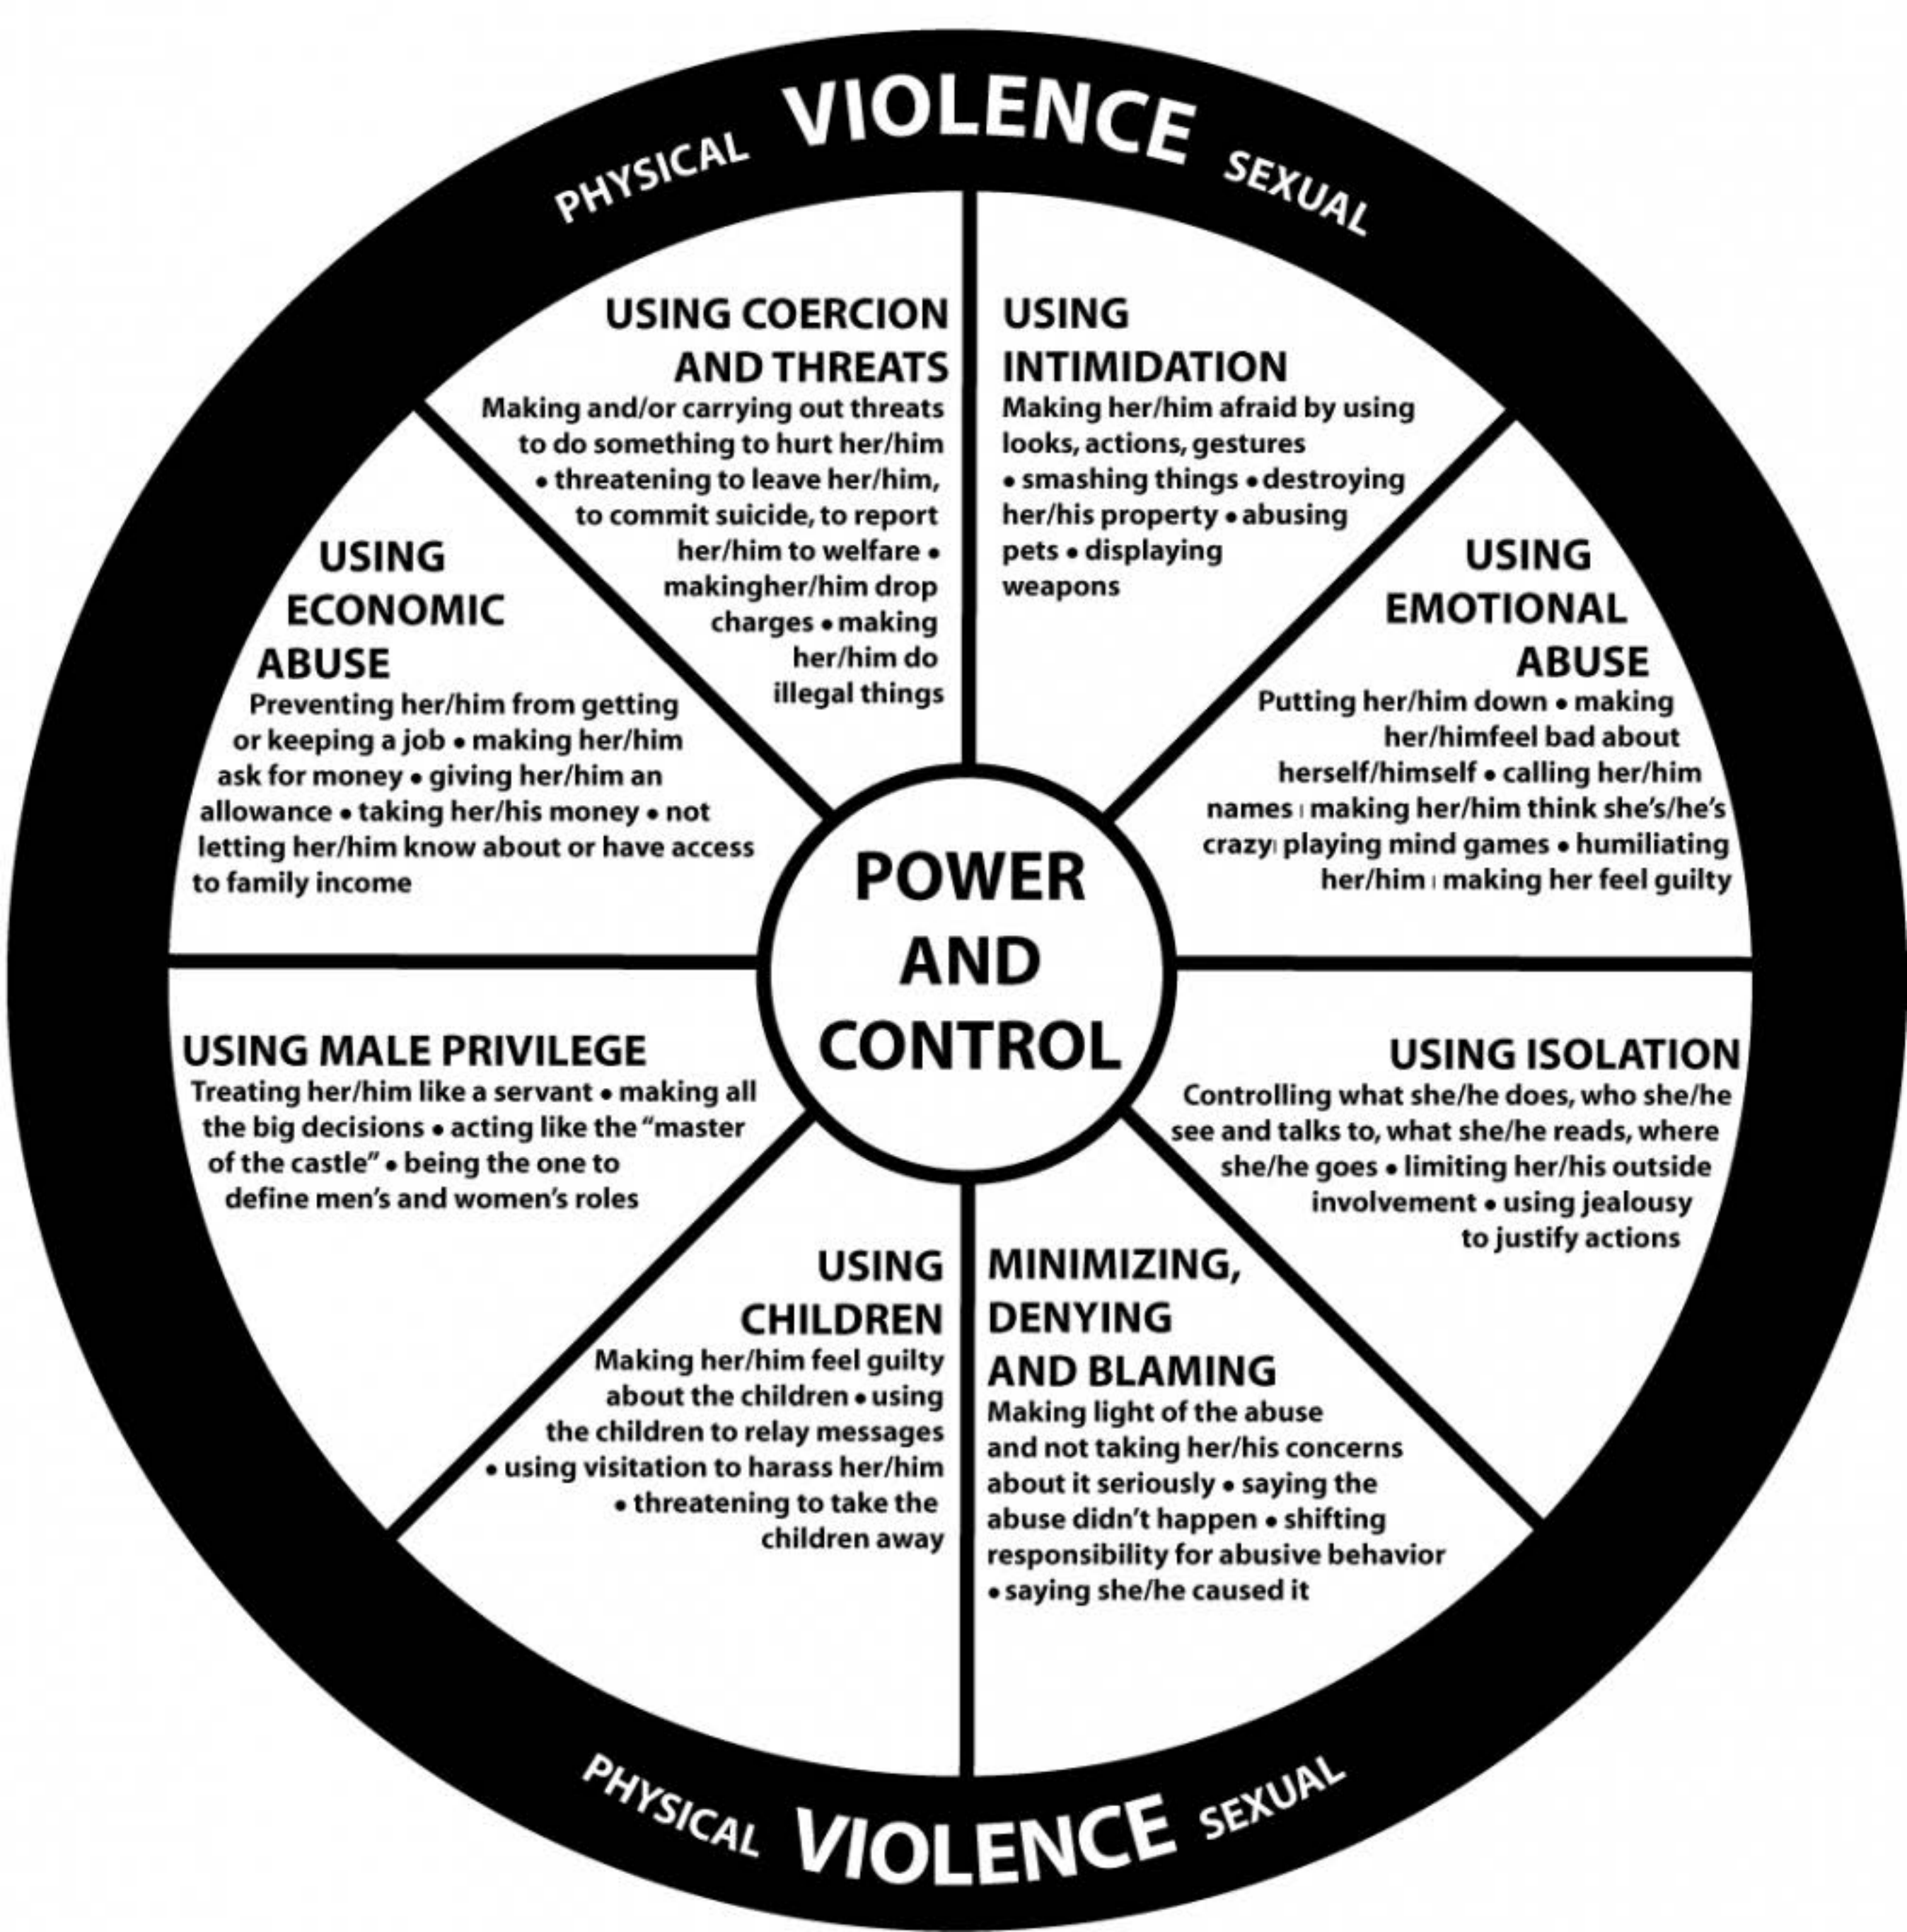 PHYSICAL VIOLENCE SEXUAL
USING COERCION
AND THREATS
Making and/or carrying out threats
to do something to hurt her/him
• threatening to leave her/him,
to commit suicide, to report
her/him to welfare •
makingher/him drop
charges • making
her/him do
illegal things
USING
INTIMIDATION
Making her/him afraid by using
looks, actions, gestures
• smashing things • destroying
her/his property • abusing
pets • displaying
weapons
USING
EMOTIONAL
ABUSE
Putting her/him down • making
her/himfeel bad about
herself/himself • calling her/him
names ı making her/him think she's/he's
crazyı playing mind games • humiliating
her/him ı making her feel guilty
USING ISOLATION
Controlling what she/he does, who she/he
see and talks to, what she/he reads, where
she/he goes • limiting her/his outside
involvement • using jealousy
to justify actions
MINIMIZING,
DENYING
AND BLAMING
Making light of the abuse
and not taking her/his concerns
about it seriously • saying the
abuse didn't happen • shifting
responsibility for abusive behavior
• saying she/he caused it
USING
CHILDREN
Making her/him feel guilty
about the children • using
the children to relay messages
• using visitation to harass her/him
• threatening to take the
children away
USING MALE PRIVILEGE
Treating her/him like a servant • making all
the big decisions • acting like the "master
of the castle" • being the one to
define men's and women's roles
USING
ECONOMIC
ABUSE
Preventing her/him from getting
or keeping a job • making her/him
ask for money • giving her/him an
allowance • taking her/his money • not
letting her/him know about or have access
to family income
POWER
AND
CONTROL
PHYSICAL VIOLENCE SEXUAL